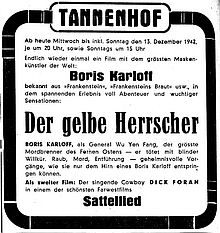 TANNENHOF
Ab heute Mittwoch bis inkl. Sonntag den 13. Dezember 1942,
je um 20 Uhr, sowie Sonntags um 15 Uhr
Endlich wieder einmal ein Film mit dem grössten Masken-
künstler der Welt:
Boris Karloff
bekannt aus »Frankenstein«, »Frankensteins Braut« usw., in
dem spannenden Erlebnis voll Abenteuer und wuchtiger
Sensationen:
Der gelbe Herrscher
BORIS KARLOFF, als General Wu Yen Fang, der grösste
Mordbrenner des Fernen Ostens — er tötet mit blinder
Willkür. Raub, Mord, Entführung — geheimnisvolle Vor-
gänge, wie sie nur dem Hirn eines Boris Karloff entsprin-
gen können.
Als zweiter Film: Der singende Cowboy DICK FORAN
in einem der schönsten Farwestfilms
Sattellied